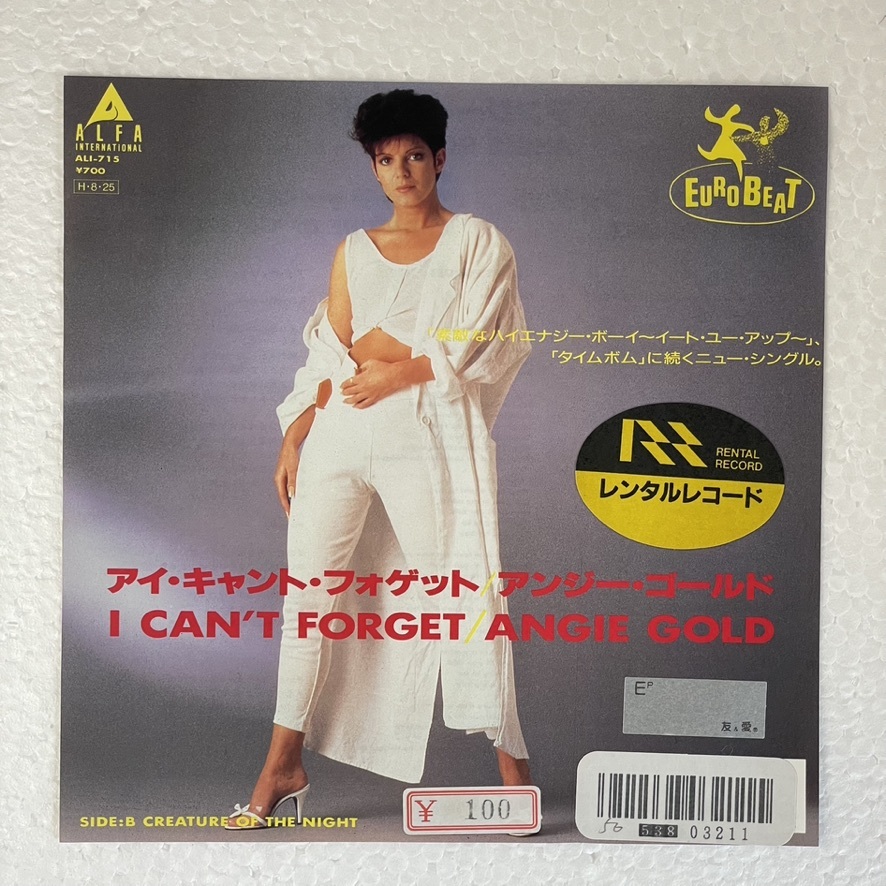 ALFA
INTERNATIONAL
ALI-715
¥700
H・8・25
EUROBEAT
「素敵なハイエナジー・ボーイ〜イート・ユー・アップ〜」、
「タイムボム」に続くニュー・シングル。
RENTAL
RECORD
レンタルレコード
アイ・キャント・フォゲット/アンジー・ゴールド
I CAN'T FORGET/ANGIE GOLD
EP
友&愛®
SIDE:B CREATURE OF THE NIGHT
¥ 100
50 538 03211